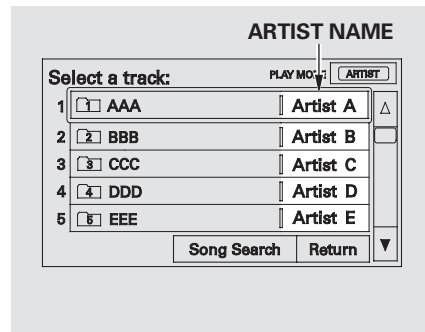 ARTIST NAME
Select a track: PLAY ARTIST
1 1 AAA Artist A
2 2 BBB Artist B
3 3 CCC Artist C
4 4 DDD Artist D
5 5 EEE Artist E
Song Search Return